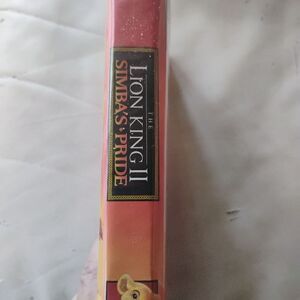 THE
LION KING II
SIMBA'S PRIDE